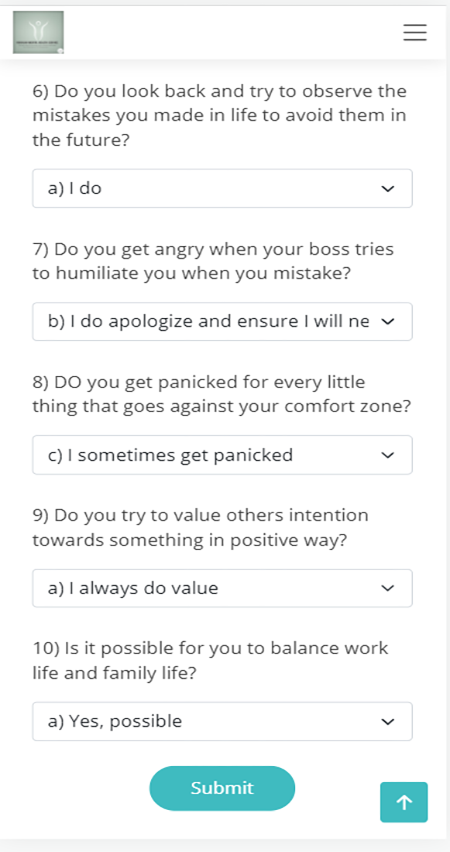 6) Do you look back and try to observe the
mistakes you made in life to avoid them in
the future?
a) I do
7) Do you get angry when your boss tries
to humiliate you when you mistake?
b) I do apologize and ensure I will ne
8) DO you get panicked for every little
thing that goes against your comfort zone?
c) I sometimes get panicked
9) Do you try to value others intention
towards something in positive way?
a) I always do value
10) Is it possible for you to balance work
life and family life?
a) Yes, possible
Submit